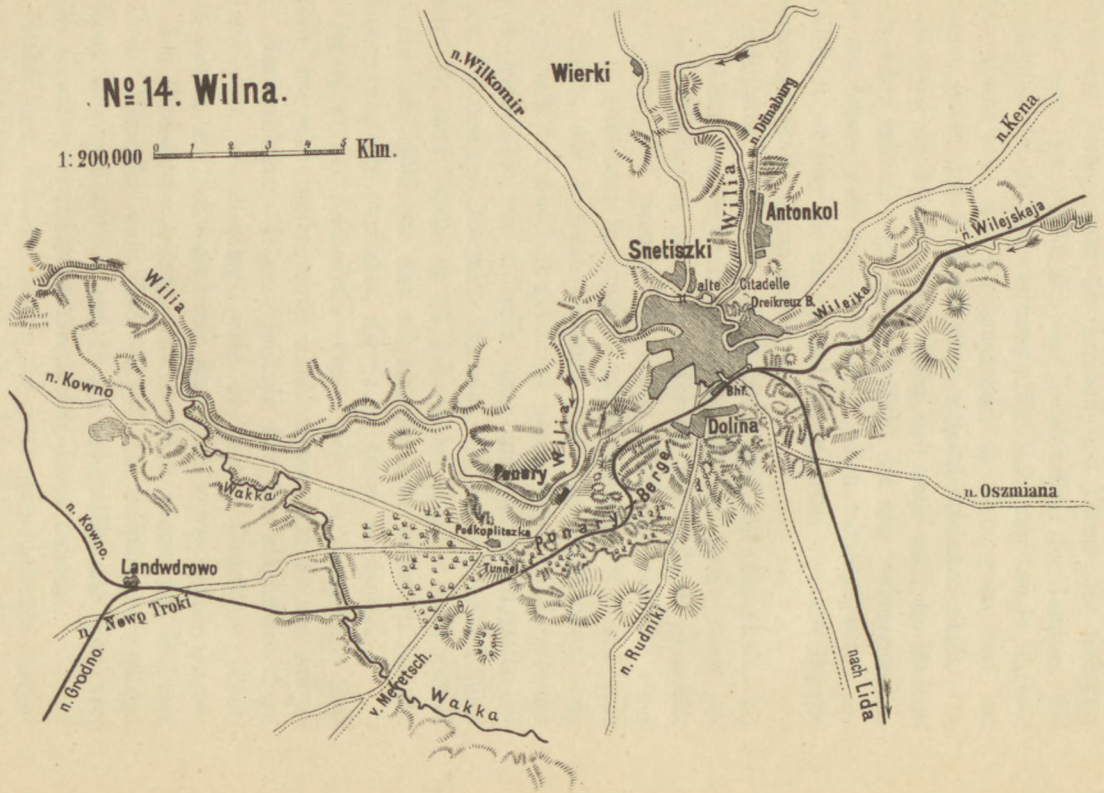 Nº 14. Wilna.
1:200,000 0 1 2 3 4 5 Klm.
n. Wilkomir
Wierki
n. Dünaburg
n. Kena
Wilia
Antonkol
n. Wilejskaja
Snetiszki
alte Citadelle
Dreikreuz B.
Wileika
Wilia
n. Kowno
Bhf.
Dolina
Wilia
Ponary
Wakka
n. Oszmiana
Podkoplitszka
Ponary Berge
n. Kowno.
Tunnel
Landwdrowo
n. Nowo Troki
n. Rudniki
n. Grodno.
v. Meretsch.
Wakka
nach Lida